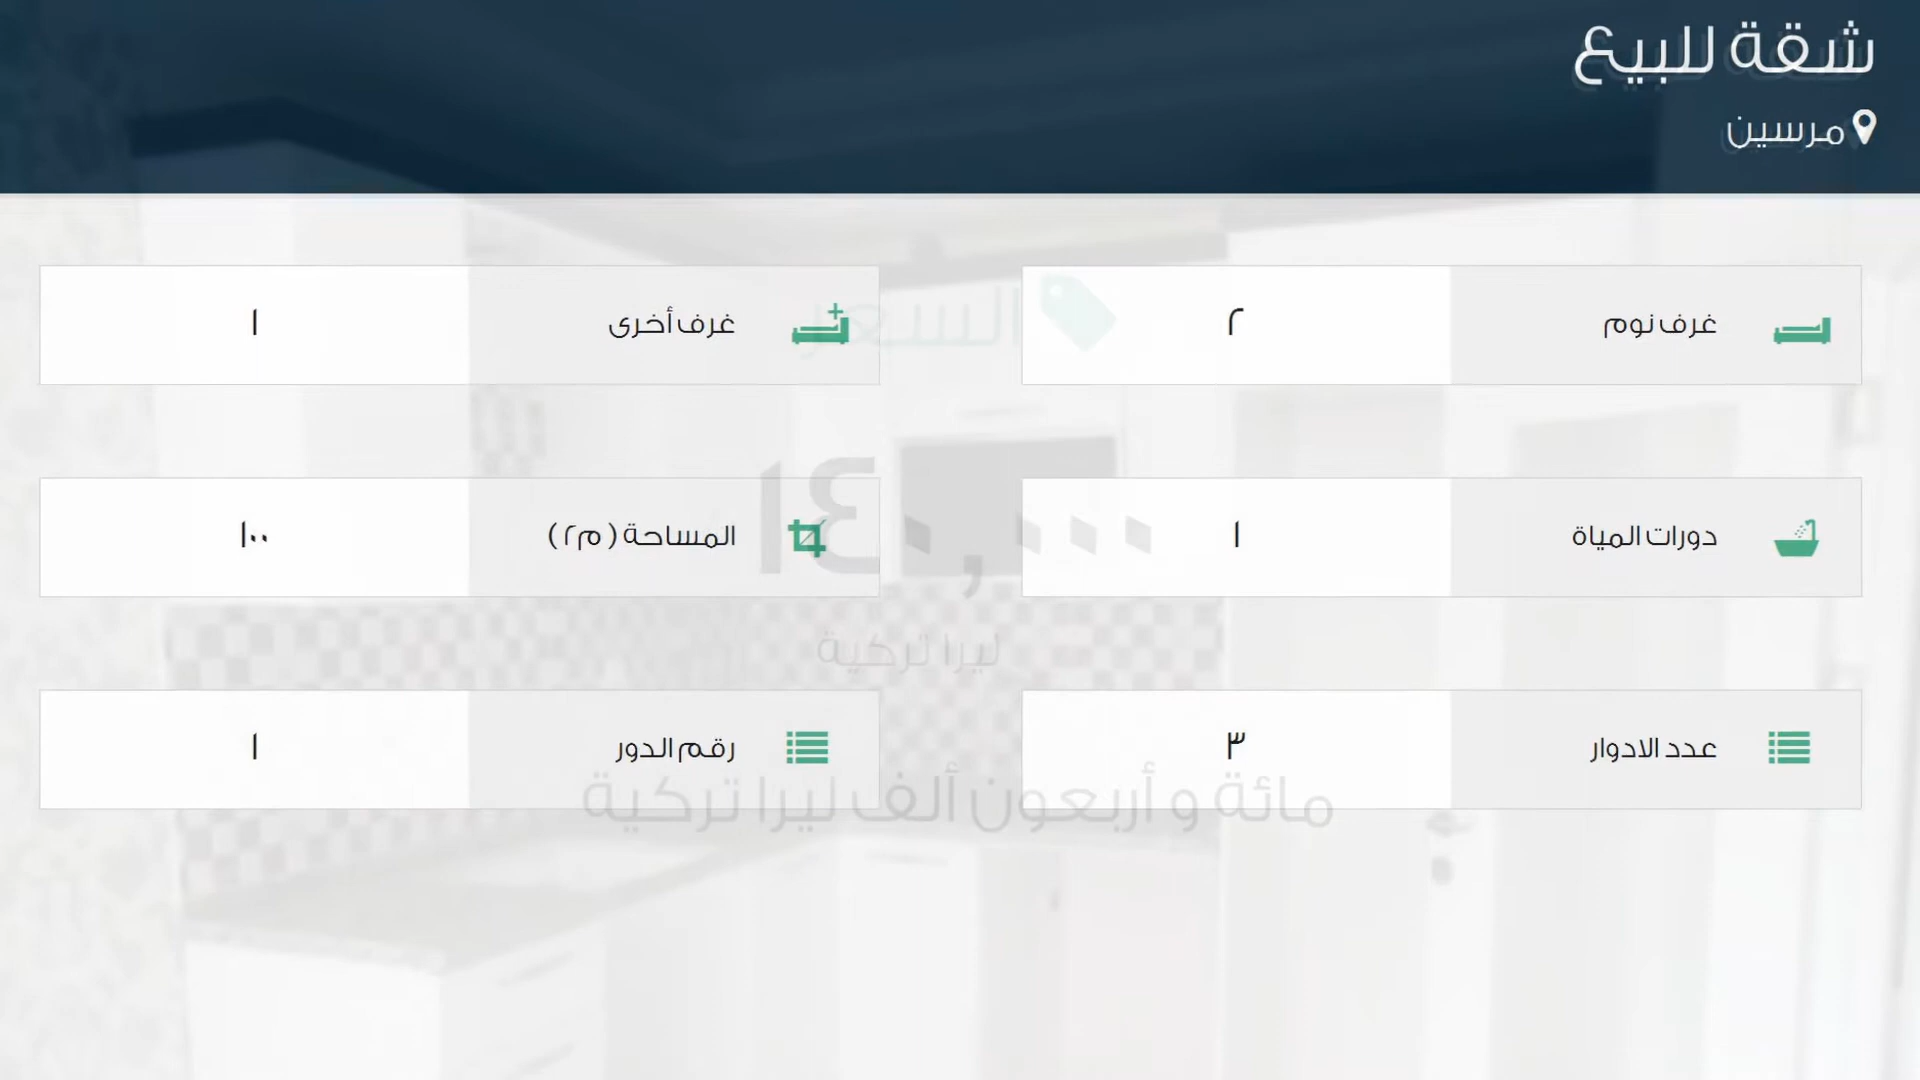 شقة للبيع
مرسين
غرف نوم ٢
غرف أخرى ١
السعر
دورات المياة ١
المساحة ( م٢ ) ١٠٠
١٤٠,٠٠٠
ليرا تركية
عدد الادوار ٣
رقم الدور ١
مائة و أربعون ألف ليرا تركية